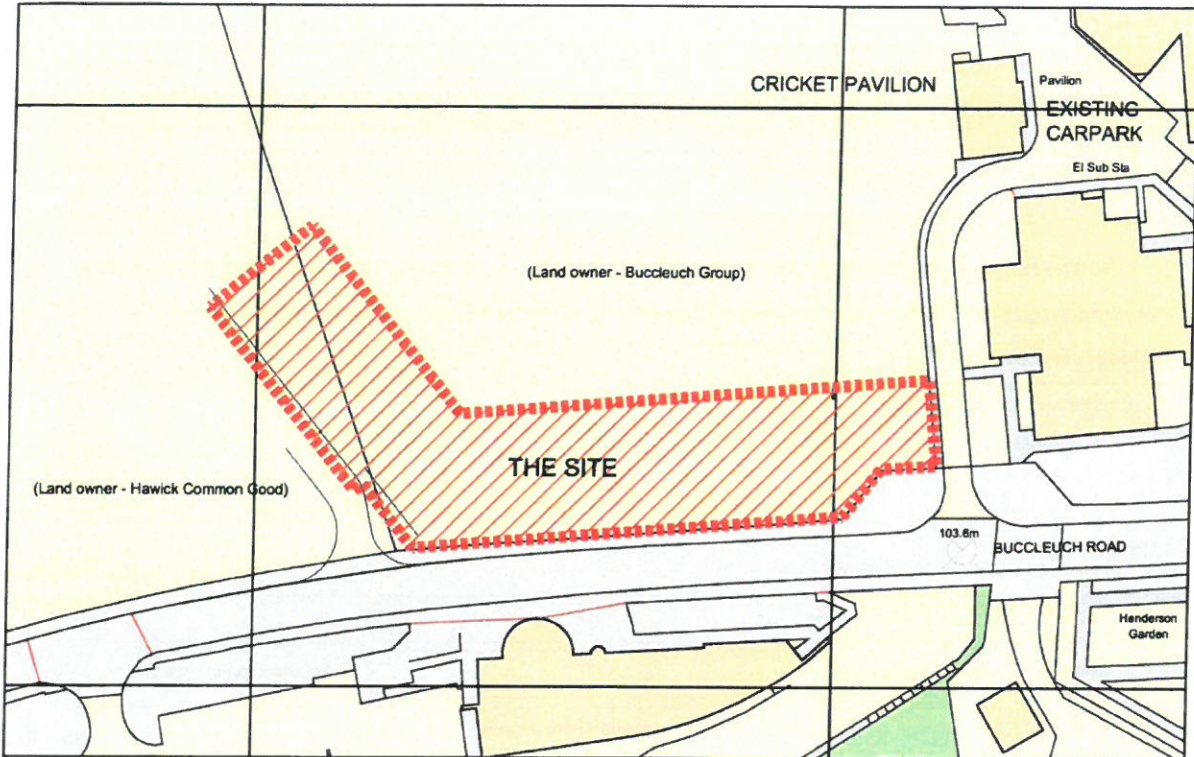 CRICKET PAVILION
Pavilion
EXISTING
CARPARK
El Sub Sta
(Land owner - Buccleuch Group)
THE SITE
(Land owner - Hawick Common Good)
103.6m
BUCCLEUCH ROAD
Henderson
Garden